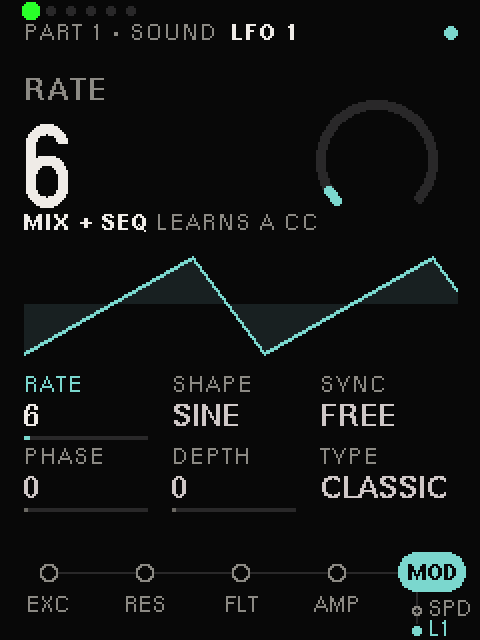 PART 1 · SOUND LFO 1
RATE
6
MIX + SEQ LEARNS A CC
RATE SHAPE SYNC
6 SINE FREE
PHASE DEPTH TYPE
0 0 CLASSIC
MOD
EXC RES FLT AMP
SPD
L1